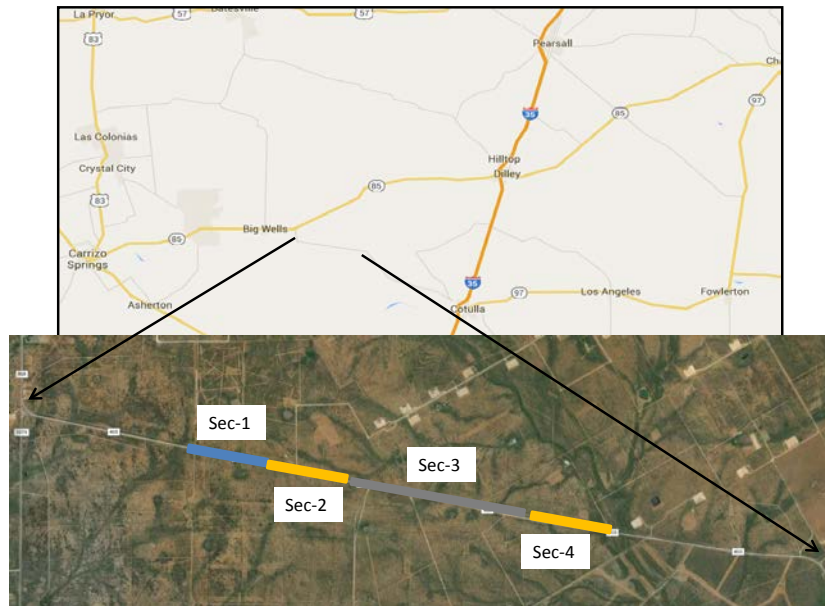 La Pryor
57
Batesville
57
83
Pearsall
97
Las Colonias
35
85
Crystal City
Hilltop
Dilley
83
85
Big Wells
85
Carrizo
Springs
35
Asherton
97
Los Angeles
Fowlerton
Cotulla
Sec-1
Sec-3
Sec-2
Sec-4